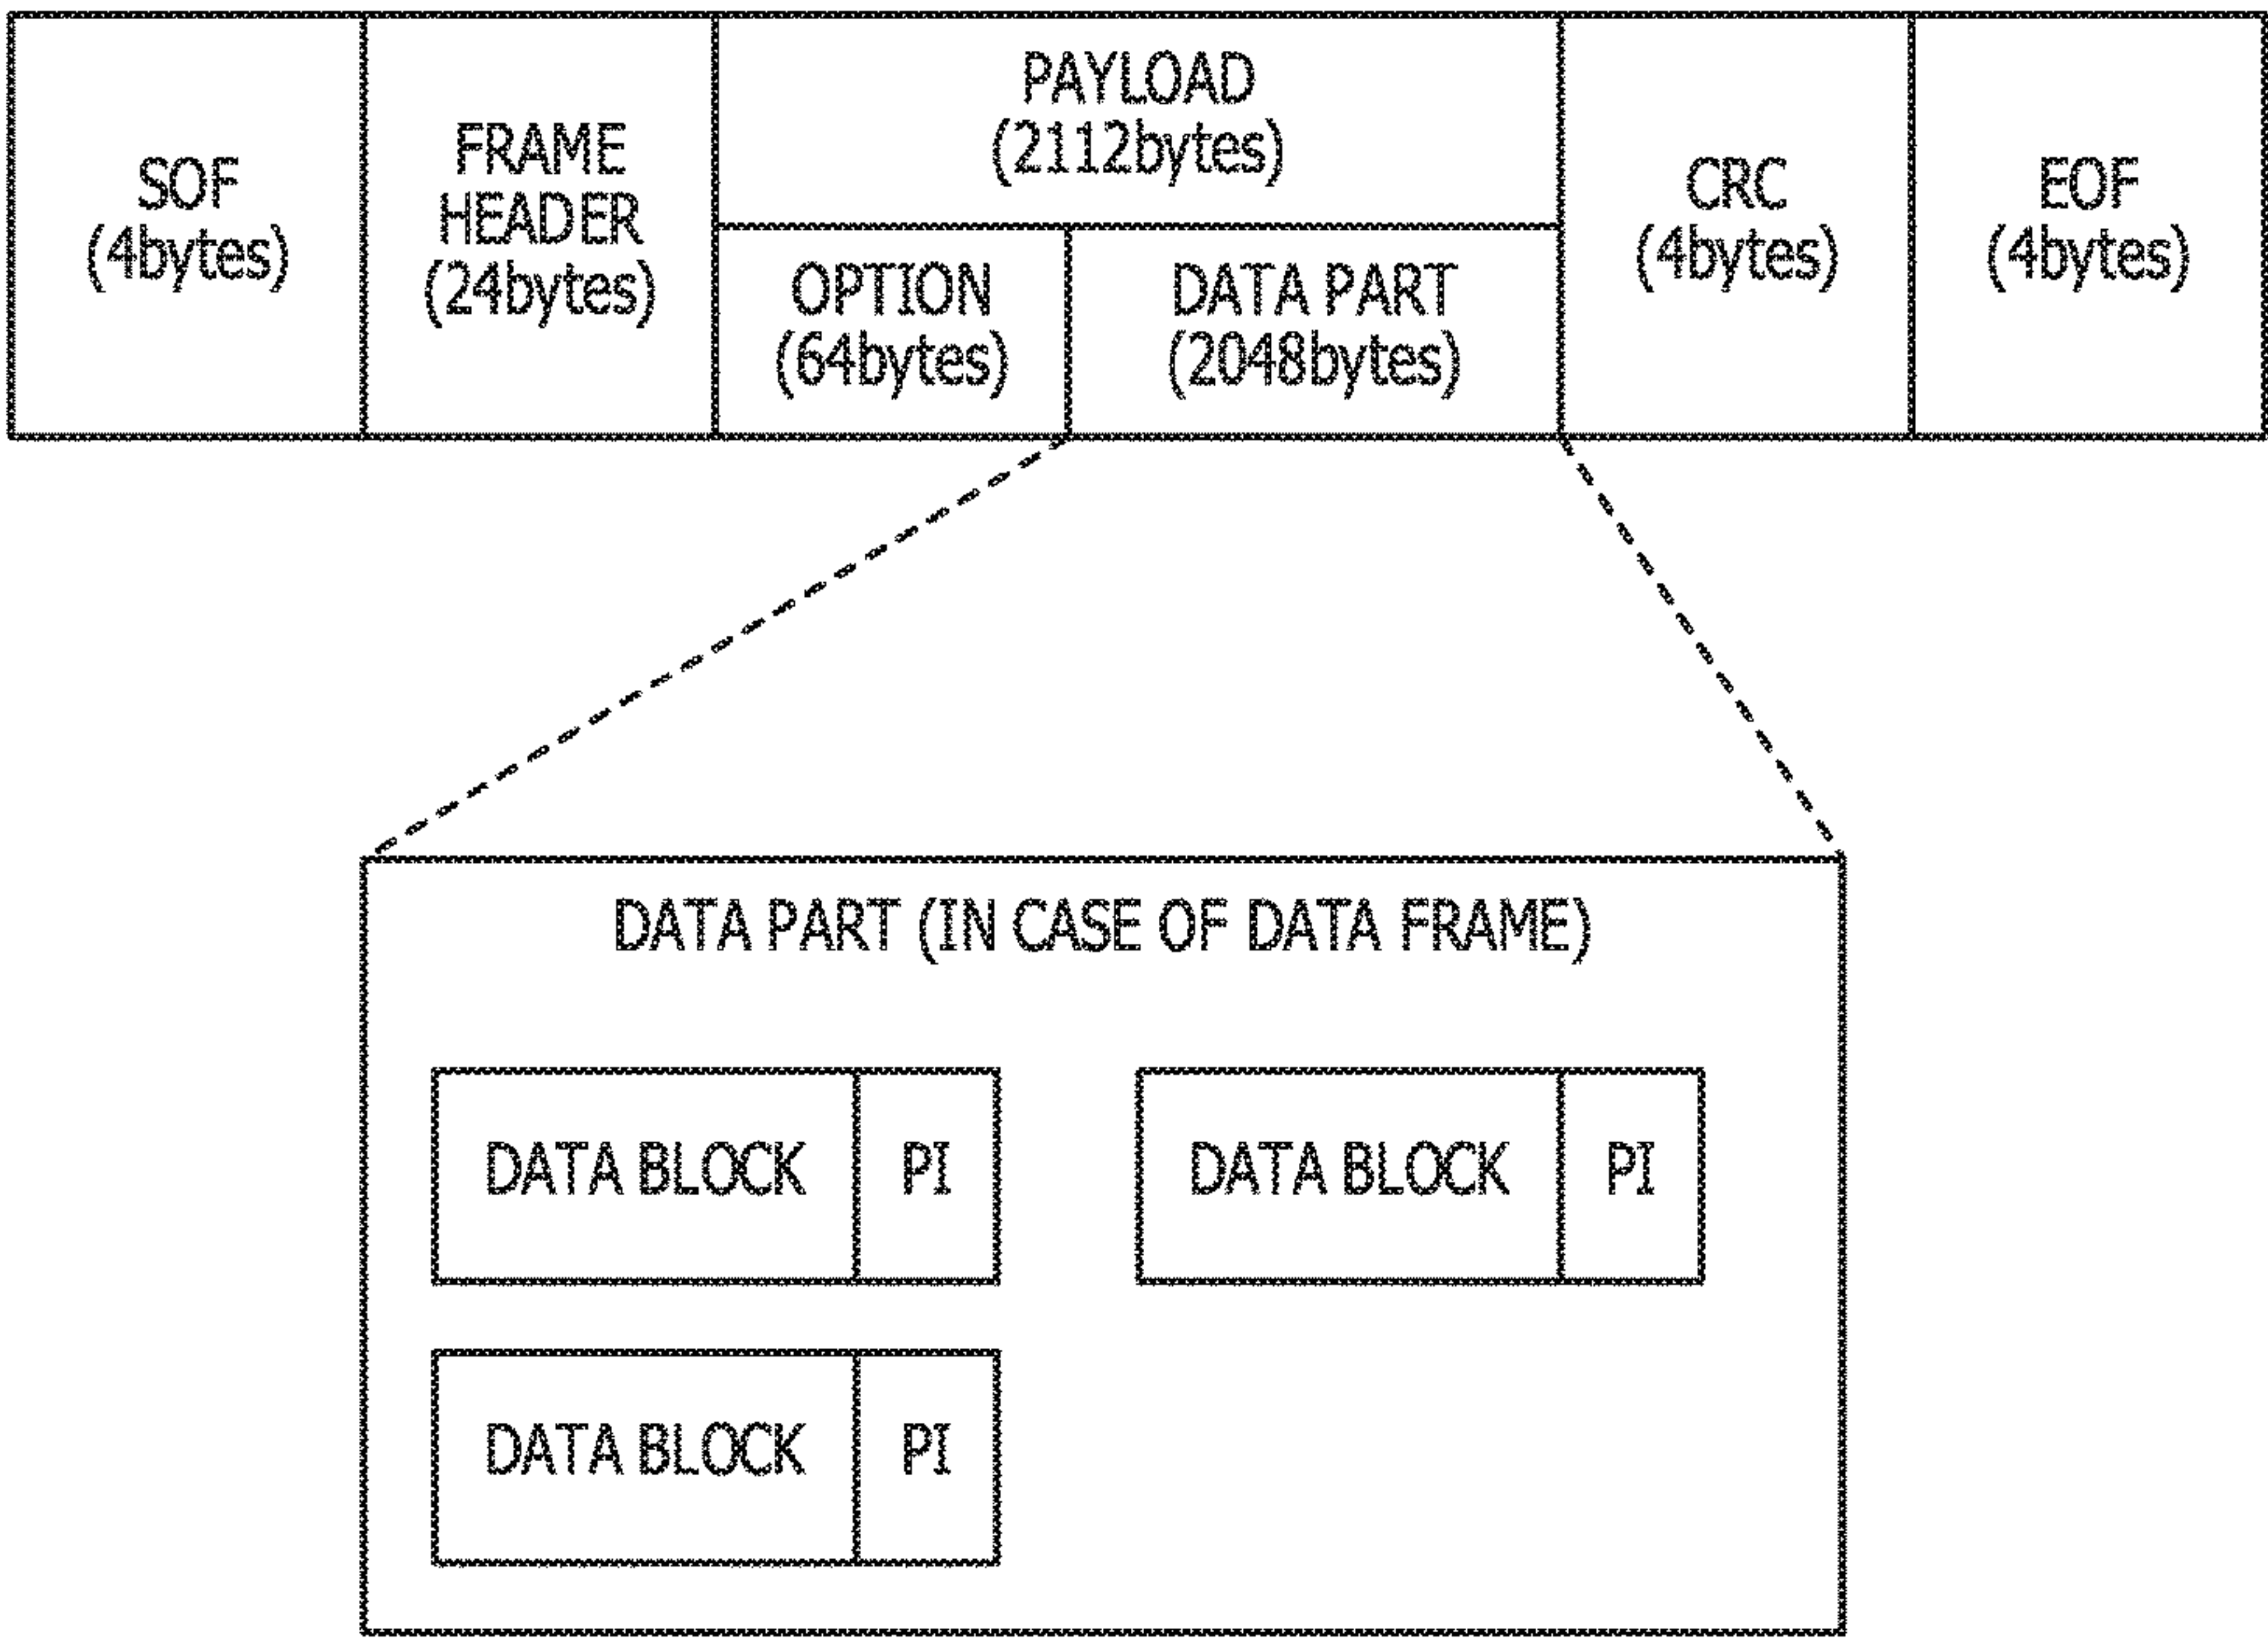 SOF
(4bytes)
FRAME
HEADER
(24bytes)
PAYLOAD
(2112bytes)
OPTION
(64bytes)
DATA PART
(2048bytes)
CRC
(4bytes)
EOF
(4bytes)
DATA PART (IN CASE OF DATA FRAME)
DATA BLOCK
PI
DATA BLOCK
PI
DATA BLOCK
PI